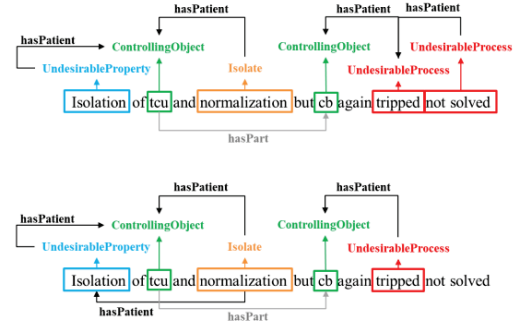 hasPatient hasPatient hasPatient
hasPatient ControllingObject ControllingObject UndesirableProcess
UndesirableProperty Isolate UndesirableProcess
Isolation of tcu and normalization but cb again tripped not solved
hasPart
hasPatient hasPatient
hasPatient ControllingObject ControllingObject
UndesirableProperty Isolate UndesirableProcess
Isolation of tcu and normalization but cb again tripped not solved
hasPatient
hasPart